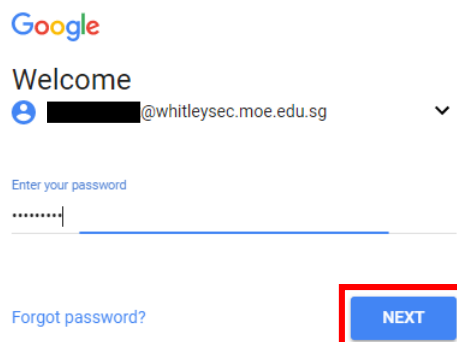 Google
Welcome
@whitleysec.moe.edu.sg
Enter your password
•••••••••
Forgot password?
NEXT